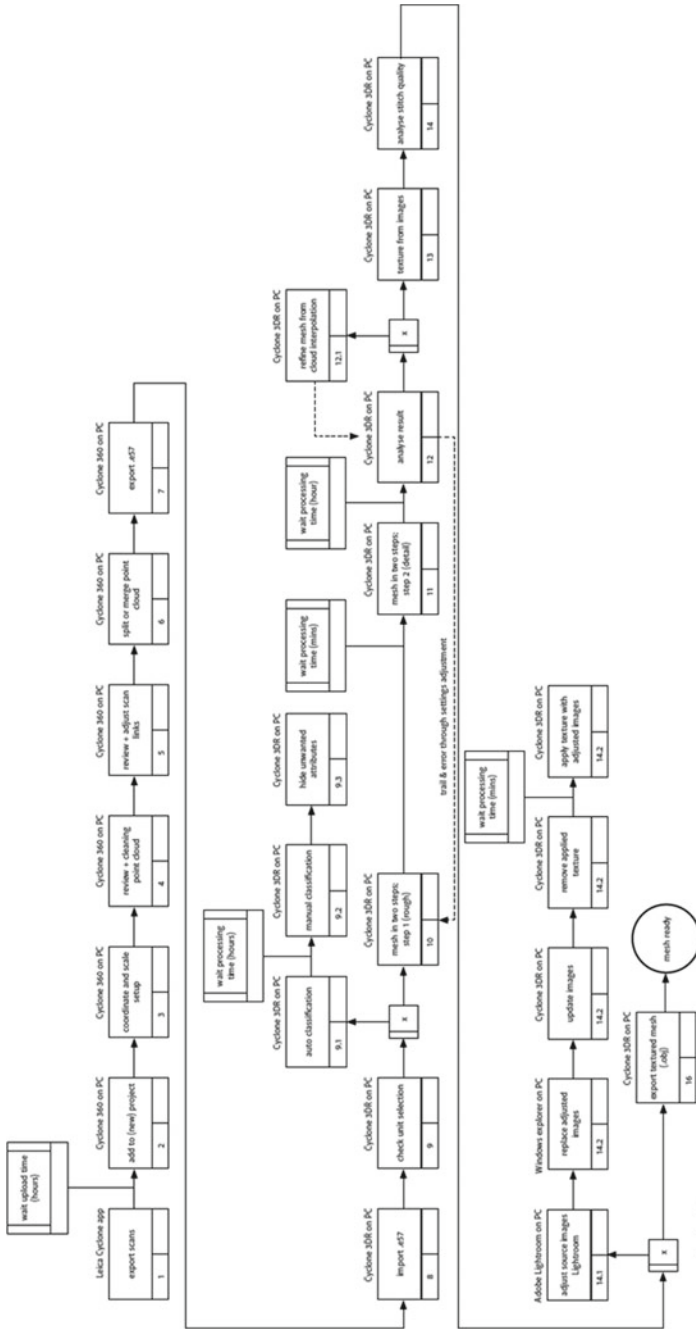 wait upload time
(hours)
Leica Cyclone app
export scans
1
Cyclone 360 on PC
add to (new) project
2
Cyclone 360 on PC
coordinate and scale
setup
3
Cyclone 360 on PC
review + cleaning
point cloud
4
Cyclone 360 on PC
review + adjust scan
links
5
Cyclone 360 on PC
split or merge point
cloud
6
Cyclone 360 on PC
export .e57
7
Cyclone 3DR on PC
import .e57
8
Cyclone 3DR on PC
check unit selection
9
x
wait processing
time (hours)
Cyclone 3DR on PC
auto classification
9.1
Cyclone 3DR on PC
manual classification
9.2
Cyclone 3DR on PC
hide unwanted
attributes
9.3
Cyclone 3DR on PC
mesh in two steps;
step 1 (rough)
10
wait processing
time (mins)
Cyclone 3DR on PC
mesh in two steps;
step 2 (detail)
11
wait processing
time (hour)
Cyclone 3DR on PC
analyse result
12
trail & error through settings adjustment
x
Cyclone 3DR on PC
refine mesh from
cloud interpolation
12.1
Cyclone 3DR on PC
texture from images
13
Cyclone 3DR on PC
analyse stitch quality
14
x
Adobe Lightroom on PC
adjust source images
Lightroom
14.1
Windows explorer on PC
replace adjusted
images
14.2
Cyclone 3DR on PC
update images
14.2
Cyclone 3DR on PC
remove applied
texture
14.2
wait processing
time (mins)
Cyclone 3DR on PC
apply texture with
adjusted images
14.2
Cyclone 3DR on PC
export textured mesh
(.obj)
16
mesh ready